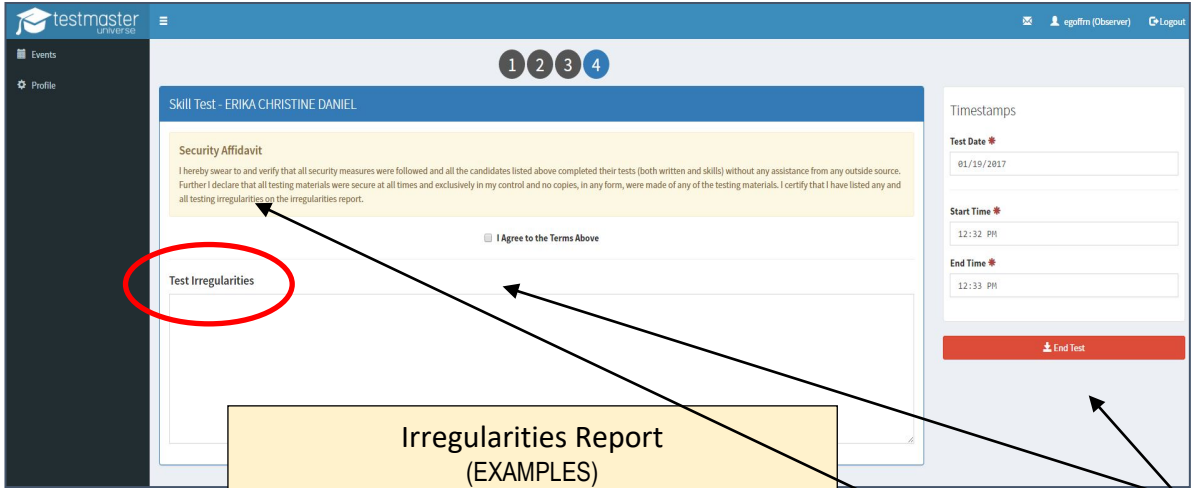 testmaster
universe
egoffrn (Observer)
Logout
Events
Profile
1 2 3 4
Skill Test - ERIKA CHRISTINE DANIEL
Security Affidavit
I hereby swear to and verify that all security measures were followed and all the candidates listed above completed their tests (both written and skills) without any assistance from any outside source.
Further I declare that all testing materials were secure at all times and exclusively in my control and no copies, in any form, were made of any of the testing materials. I certify that I have listed any and
all testing irregularities on the irregularities report.
I Agree to the Terms Above
Test Irregularities
Timestamps
Test Date *
01/19/2017
Start Time *
12:32 PM
End Time *
12:33 PM
End Test
Irregularities Report
(EXAMPLES)